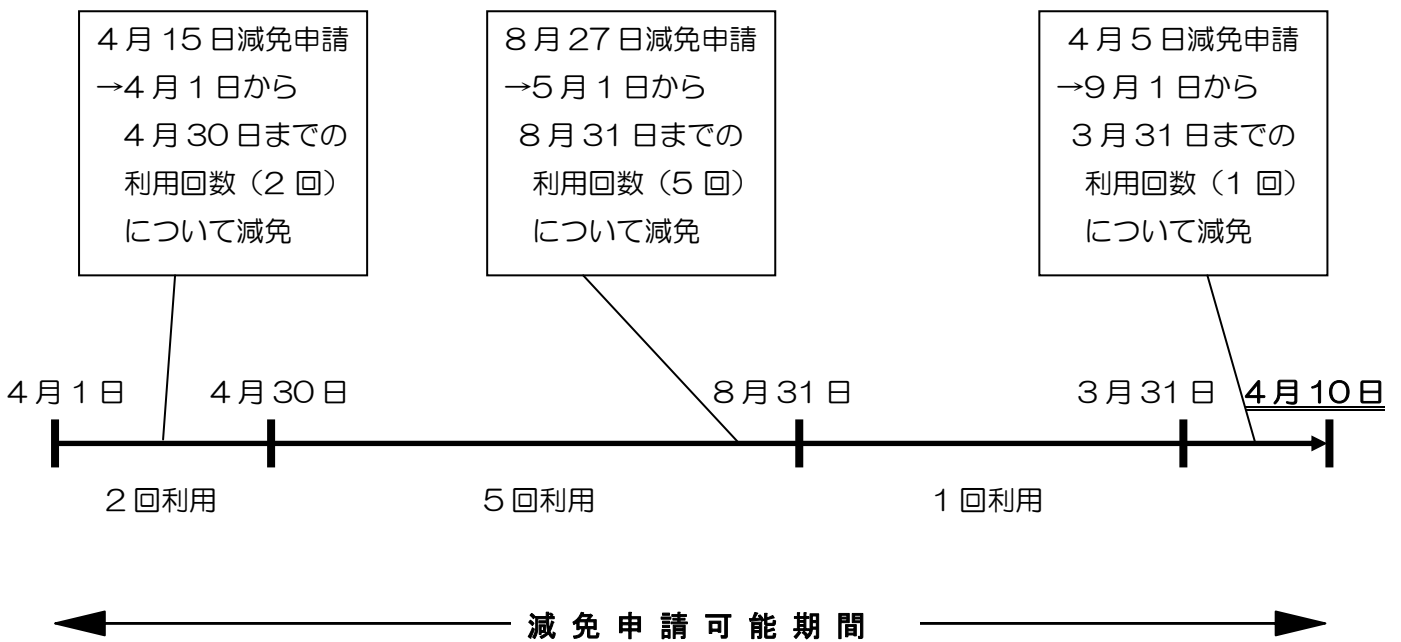 ４月15日減免申請
→４月１日から
４月30日までの
利用回数（２回）
について減免
８月27日減免申請
→５月１日から
８月31日までの
利用回数（５回）
について減免
４月５日減免申請
→９月１日から
３月31日までの
利用回数（１回）
について減免
４月１日
４月30日
８月31日
３月31日
４月10日
２回利用
５回利用
１回利用
減免申請可能期間